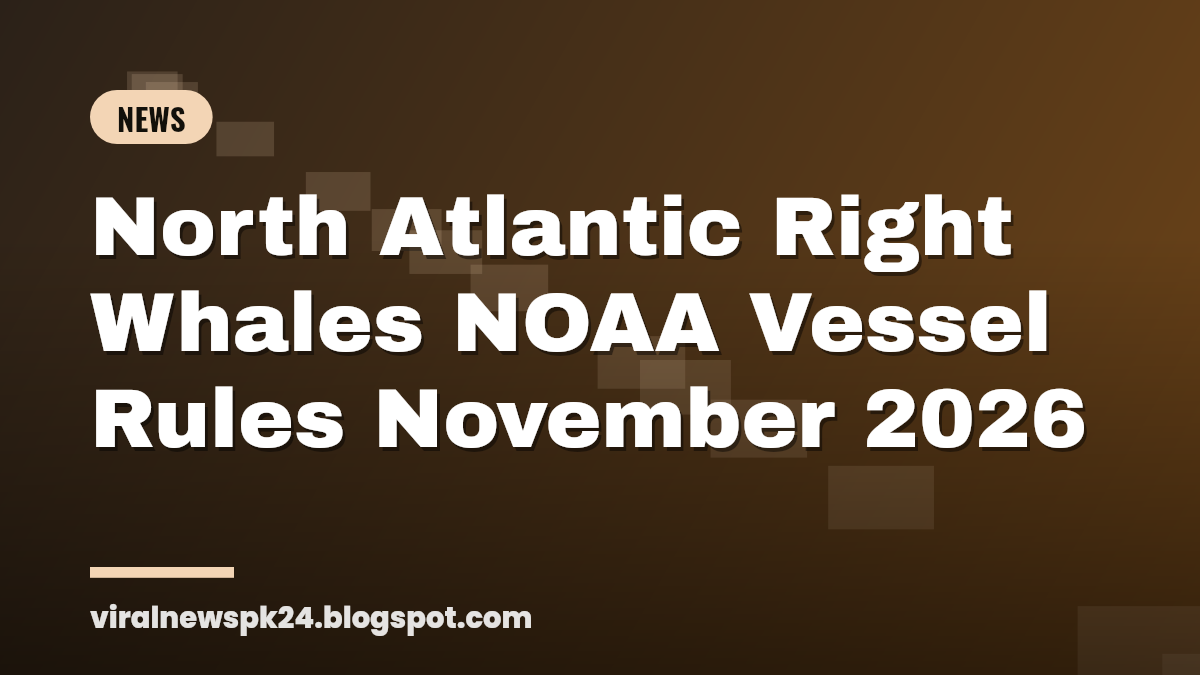 NEWS
North Atlantic Right
Whales NOAA Vessel
Rules November 2026
viralnewspk24.blogspot.com